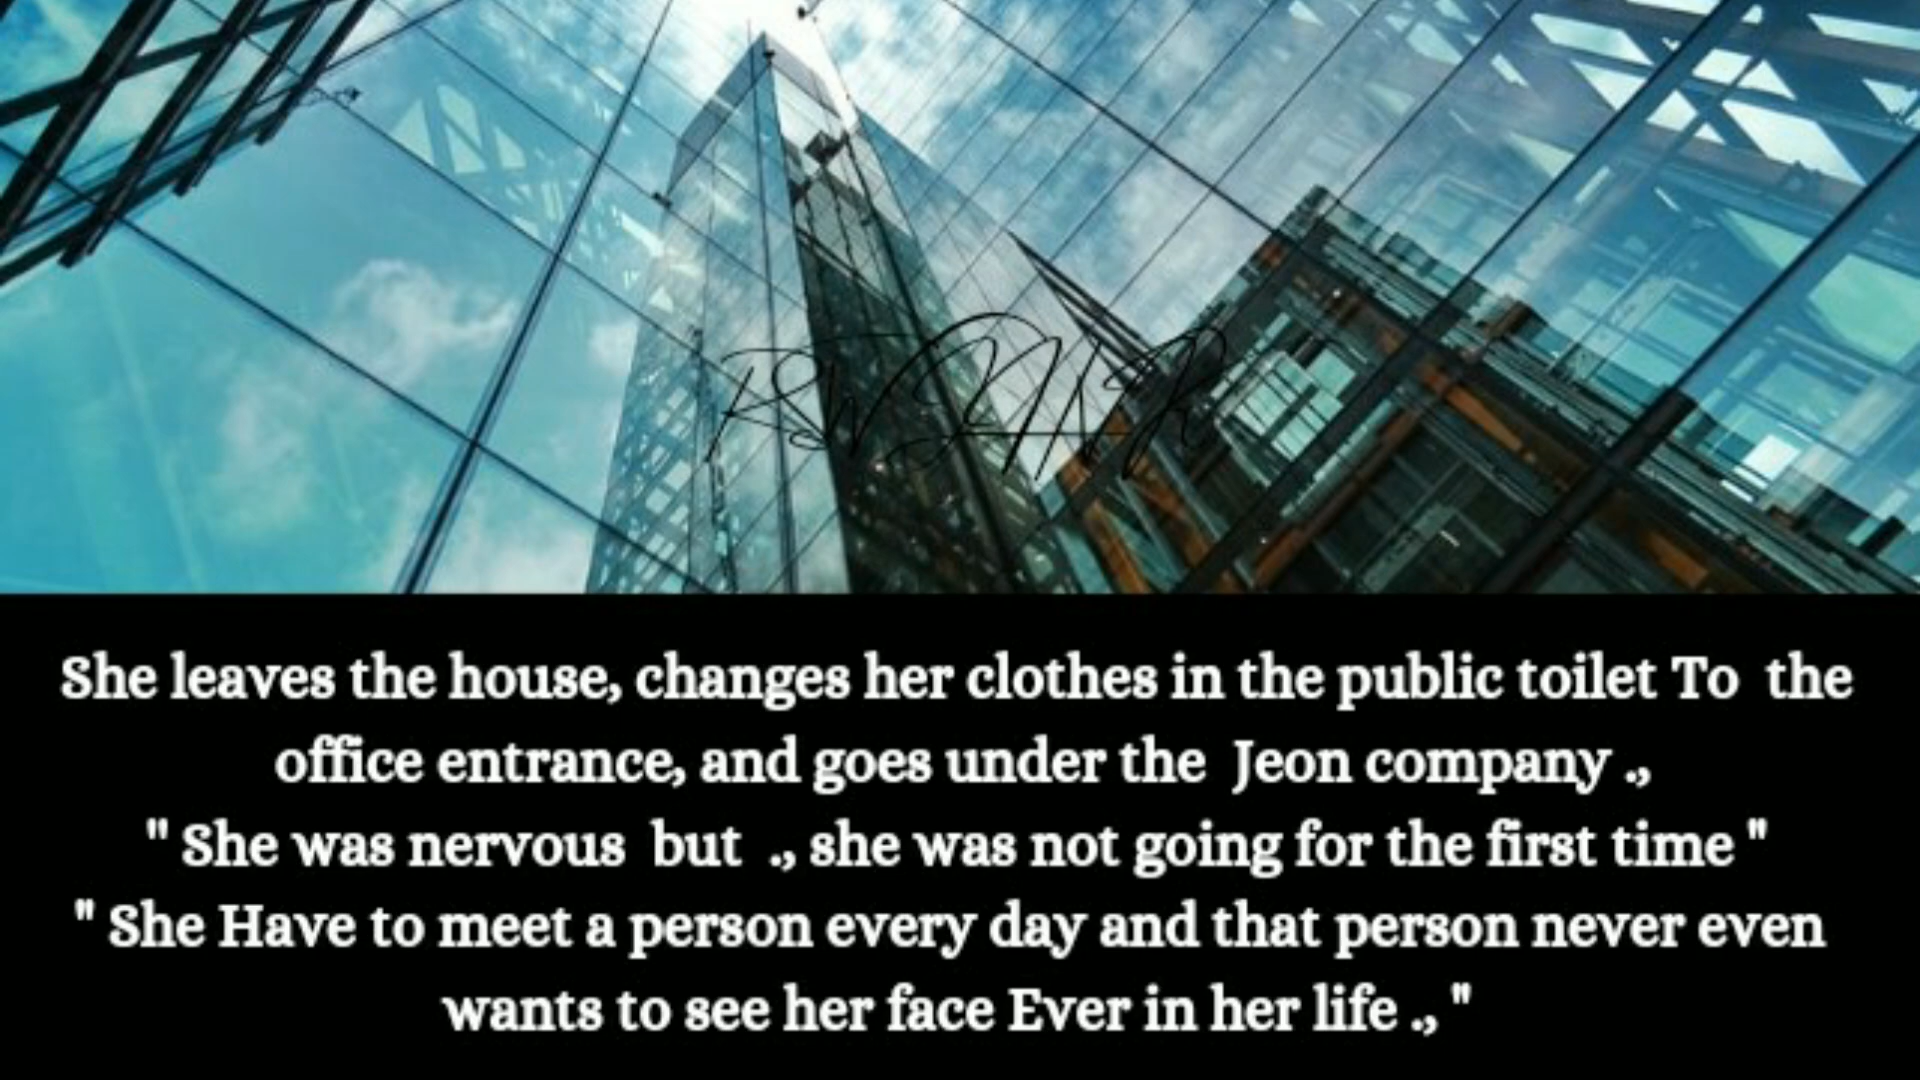 She leaves the house, changes her clothes in the public toilet To  the
office entrance, and goes under the  Jeon company .,
" She was nervous  but  ., she was not going for the first time "
" She Have to meet a person every day and that person never even
wants to see her face Ever in her life ., "